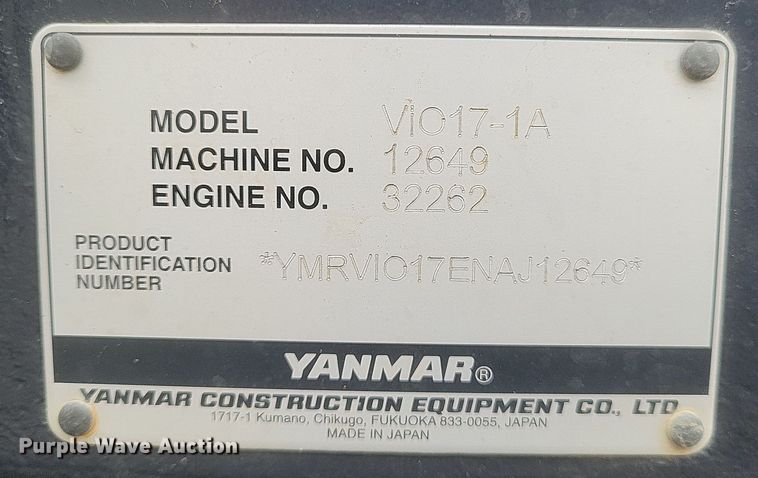 MODEL VIO17-1A
MACHINE NO. 12649
ENGINE NO. 32262
PRODUCT
IDENTIFICATION
NUMBER
*YMRVIO17ENAJ12649*
YANMAR®
YANMAR CONSTRUCTION EQUIPMENT CO., LTD
1717-1 Kumano, Chikugo, FUKUOKA 833-0055, JAPAN
MADE IN JAPAN
Purple Wave Auction